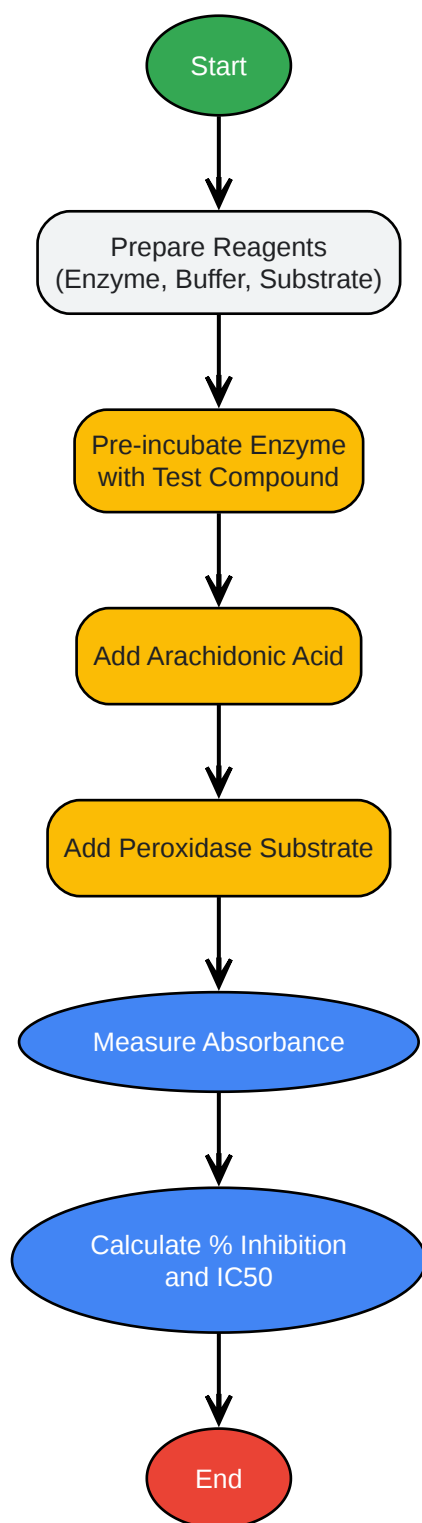 Start
Prepare Reagents
(Enzyme, Buffer, Substrate)
Pre-incubate Enzyme
with Test Compound
Add Arachidonic Acid
Add Peroxidase Substrate
Measure Absorbance
Calculate % Inhibition
and IC50
End